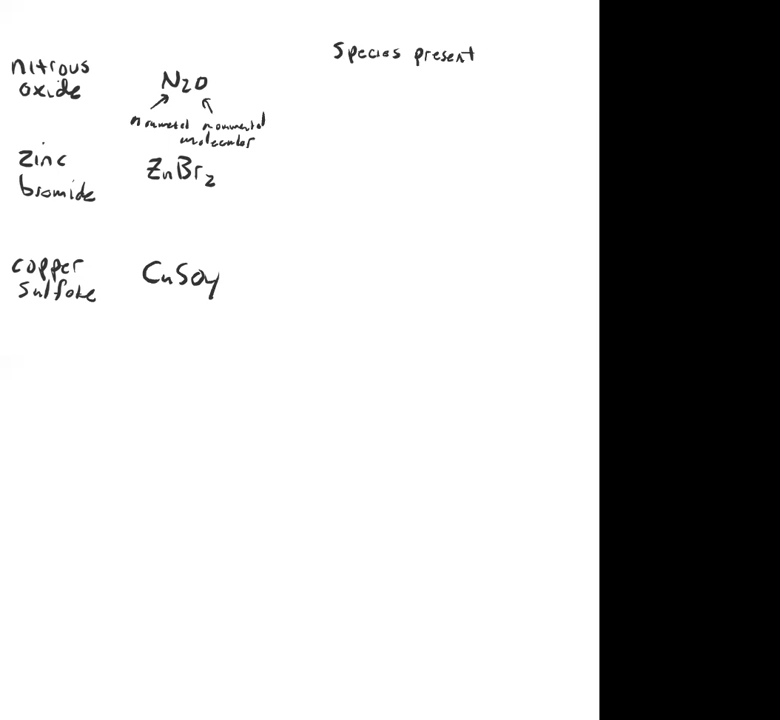 Species present
nitrous
oxide
N2O
nonmetal nonmetal
molecular
zinc
bromide
ZnBr2
copper
sulfate
CuSO4